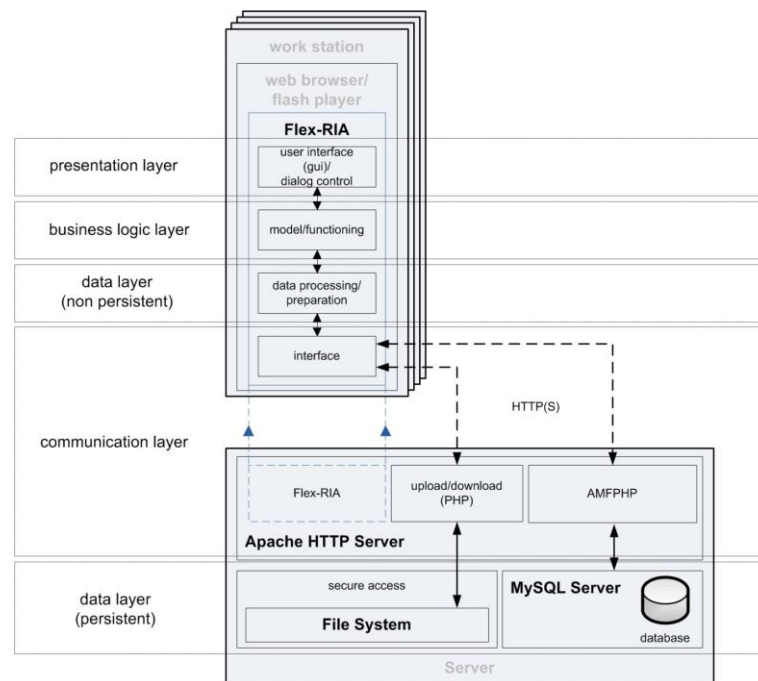 work station
web browser/
flash player
Flex-RIA
presentation layer
user interface
(gui)/
dialog control
business logic layer
model/functioning
data layer
(non persistent)
data processing/
preparation
interface
communication layer
HTTP(S)
Flex-RIA
upload/download
(PHP)
AMFPHP
Apache HTTP Server
data layer
(persistent)
secure access
File System
MySQL Server
database
Server